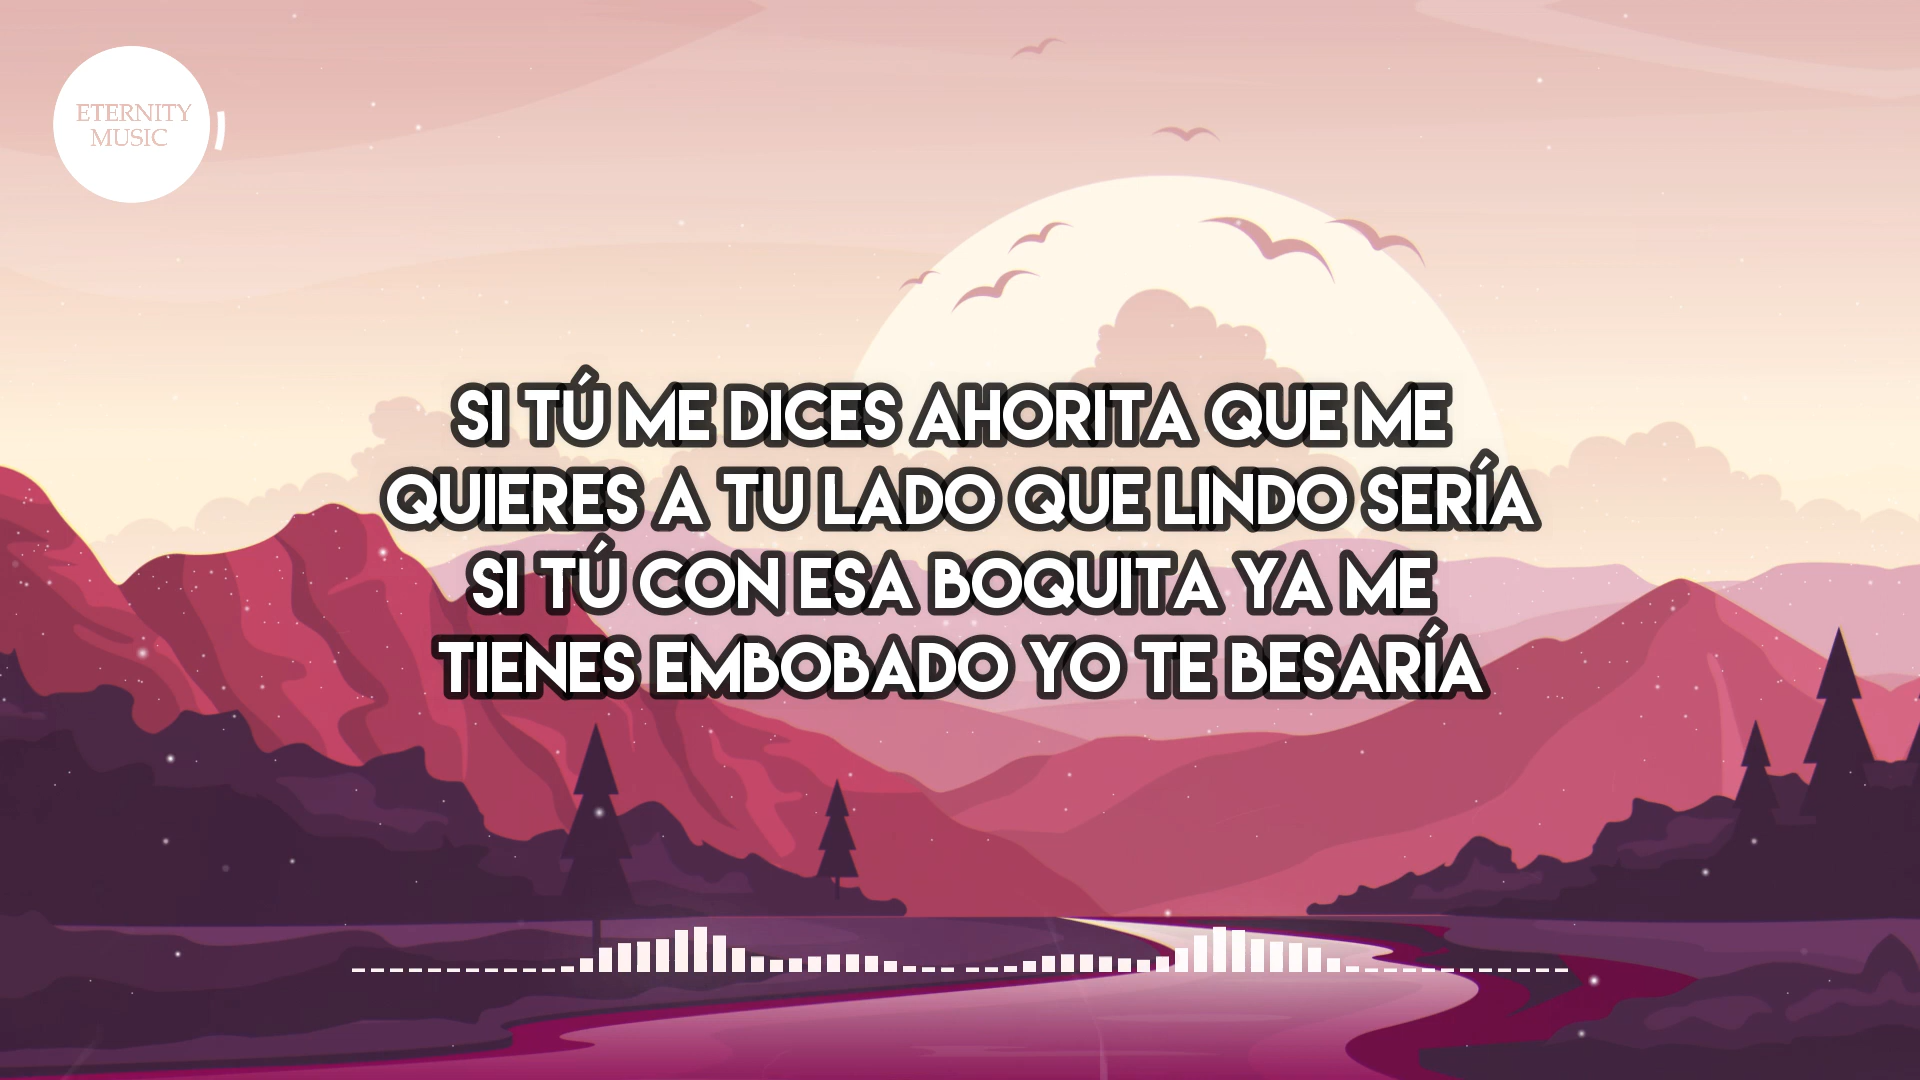 ETERNITY
MUSIC
SI TÚ ME DICES AHORITA QUE ME
QUIERES A TU LADO QUE LINDO SERÍA
SI TÚ CON ESA BOQUITA YA ME
TIENES EMBOBADO YO TE BESARÍA